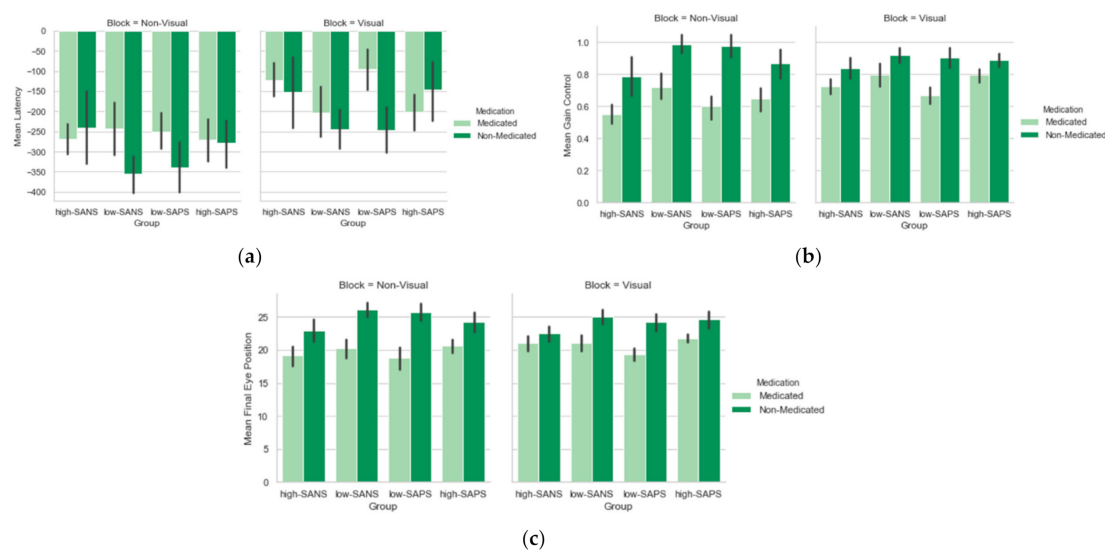 Block = Non-Visual
Block = Visual
0
−50
−100
−150
−200
−250
−300
−350
−400
Mean Latency
high-SANS low-SANS low-SAPS high-SAPS
Group
high-SANS low-SANS low-SAPS high-SAPS
Group
Medication
Medicated
Non-Medicated
(a)
Block = Non-Visual
Block = Visual
1.0
0.8
0.6
0.4
0.2
0.0
Mean Gain Control
high-SANS low-SANS low-SAPS high-SAPS
Group
high-SANS low-SANS low-SAPS high-SAPS
Group
Medication
Medicated
Non-Medicated
(b)
Block = Non-Visual
Block = Visual
25
20
15
10
5
0
Mean Final Eye Position
high-SANS low-SANS low-SAPS high-SAPS
Group
high-SANS low-SANS low-SAPS high-SAPS
Group
Medication
Medicated
Non-Medicated
(c)